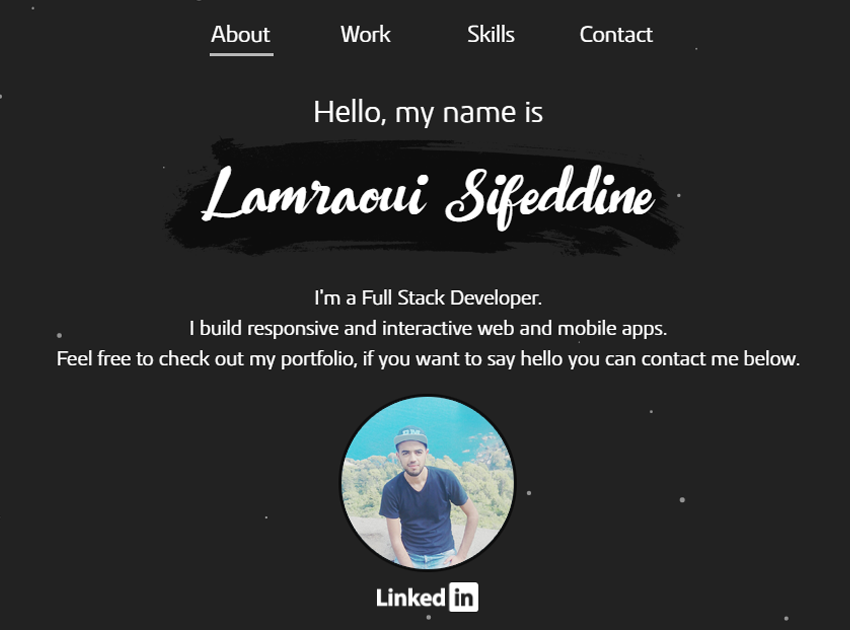 About Work Skills Contact
Hello, my name is
Lamraoui Sifeddine
I'm a Full Stack Developer.
I build responsive and interactive web and mobile apps.
Feel free to check out my portfolio, if you want to say hello you can contact me below.
Linked in